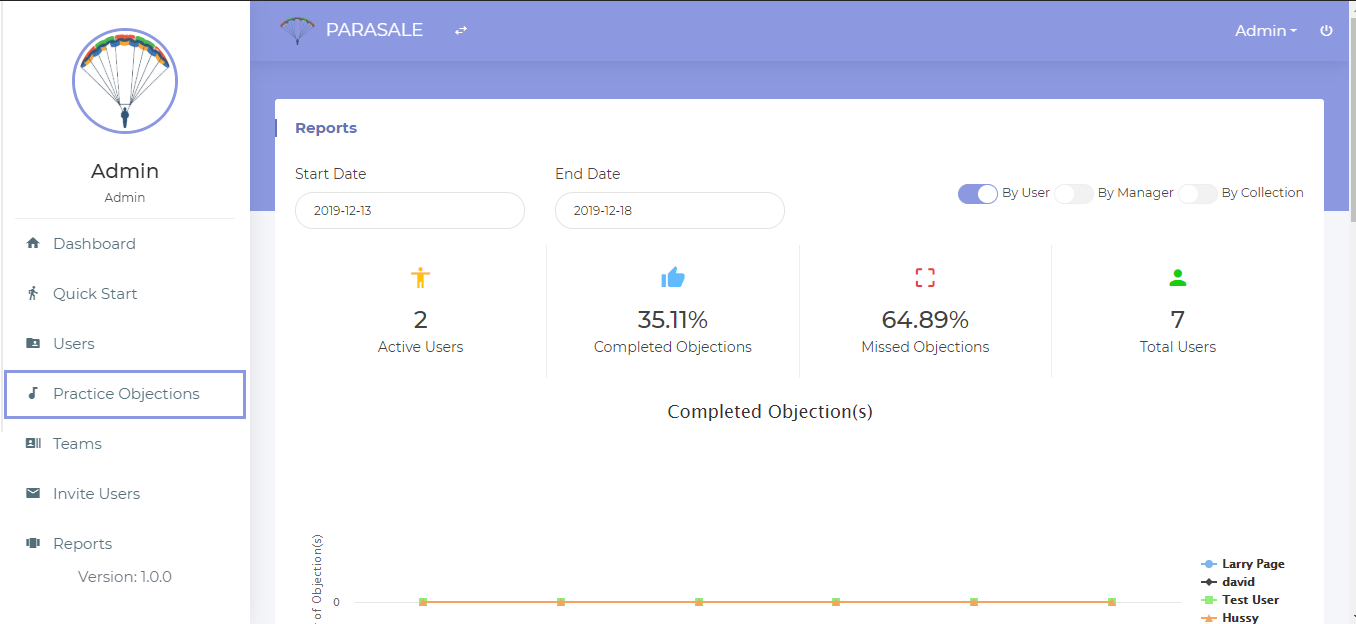 PARASALE
Admin
Admin
Admin
Dashboard
Quick Start
Users
Practice Objections
Teams
Invite Users
Reports
Version: 1.0.0
Reports
Start Date
End Date
2019-12-13
2019-12-18
By User
By Manager
By Collection
2
Active Users
35.11%
Completed Objections
64.89%
Missed Objections
7
Total Users
Completed Objection(s)
of Objection(s)
0
Larry Page
david
Test User
Hussy